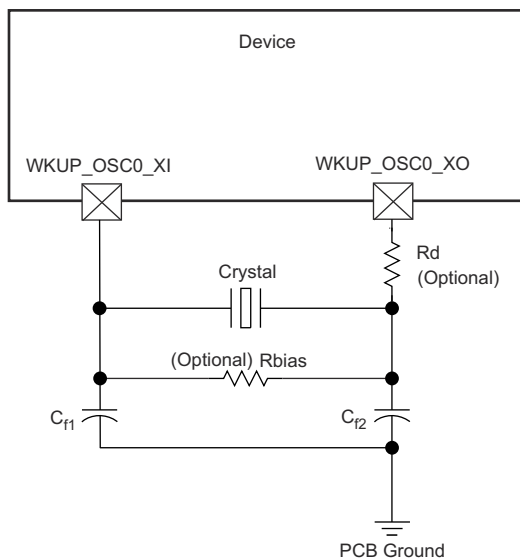 Device
WKUP_OSC0_XI
WKUP_OSC0_XO
Rd
(Optional)
Crystal
(Optional) Rbias
Cf1
Cf2
PCB Ground